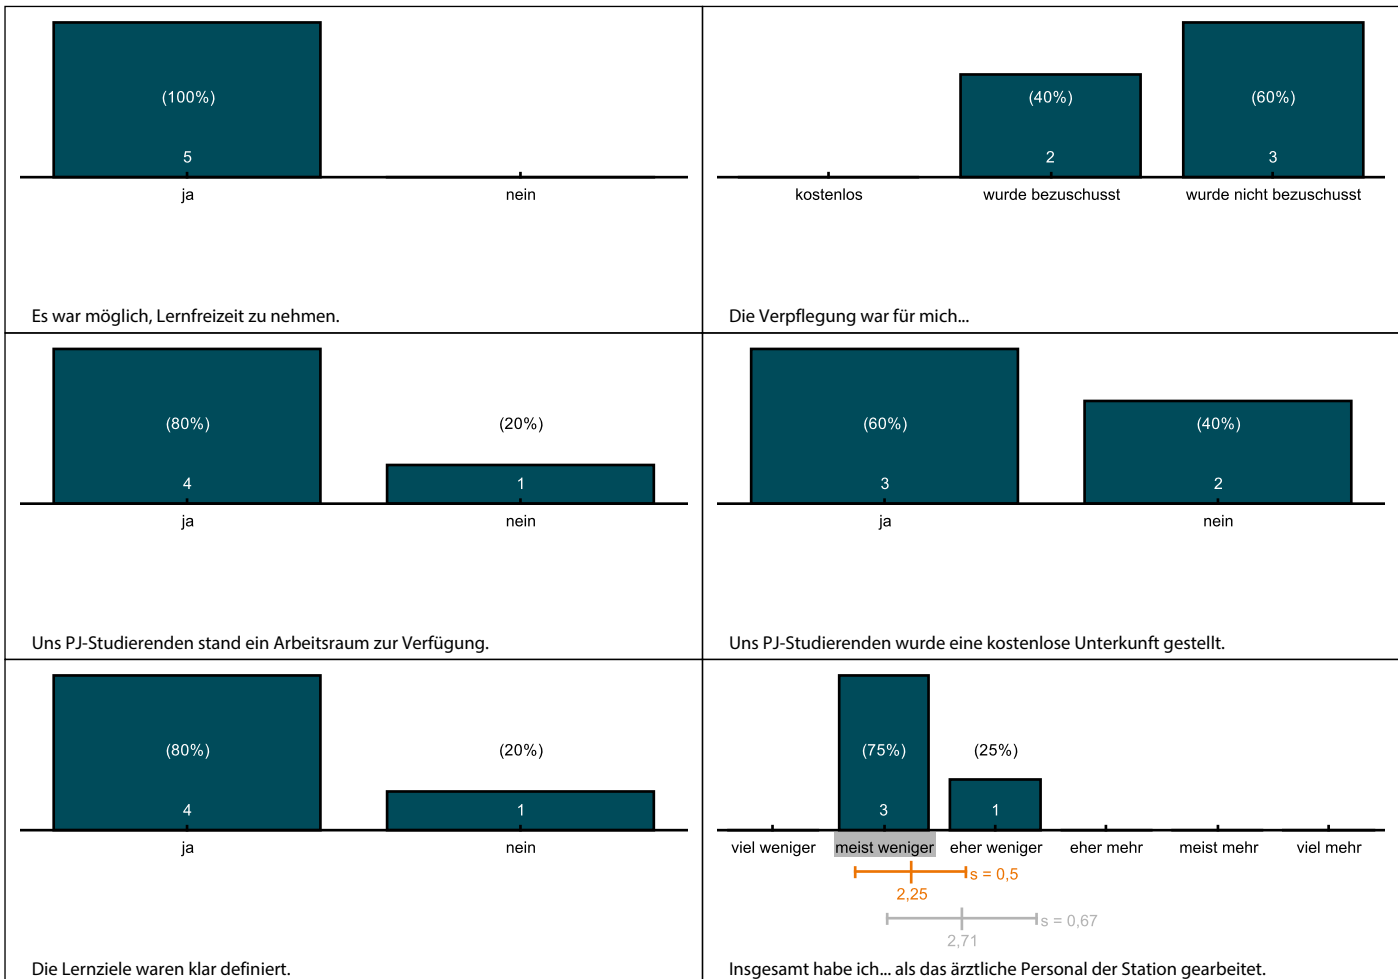 (100%)
5
ja nein
Es war möglich, Lernfreizeit zu nehmen.
(40%) (60%)
2 3
kostenlos wurde bezuschusst wurde nicht bezuschusst
Die Verpflegung war für mich...
(80%) (20%)
4 1
ja nein
Uns PJ-Studierenden stand ein Arbeitsraum zur Verfügung.
(60%) (40%)
3 2
ja nein
Uns PJ-Studierenden wurde eine kostenlose Unterkunft gestellt.
(80%) (20%)
4 1
ja nein
Die Lernziele waren klar definiert.
(75%) (25%)
3 1
viel weniger meist weniger eher weniger eher mehr meist mehr viel mehr
s = 0,5
2,25
s = 0,67
2,71
Insgesamt habe ich... als das ärztliche Personal der Station gearbeitet.